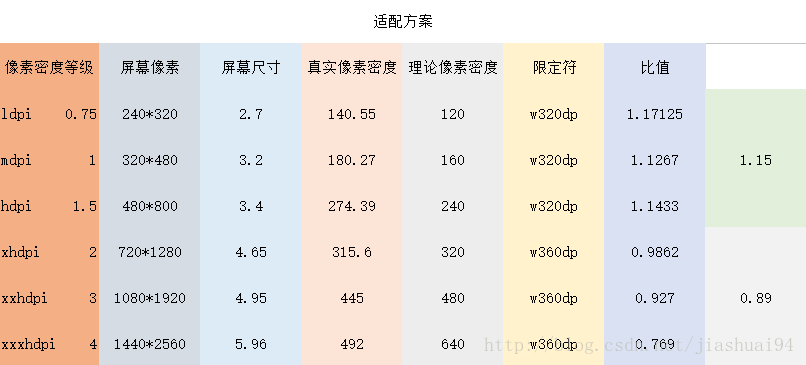 适配方案
像素密度等级 屏幕像素 屏幕尺寸 真实像素密度 理论像素密度 限定符 比值
ldpi 0.75 240*320 2.7 140.55 120 w320dp 1.17125
mdpi 1 320*480 3.2 180.27 160 w320dp 1.1267 1.15
hdpi 1.5 480*800 3.4 274.39 240 w320dp 1.1433
xhdpi 2 720*1280 4.65 315.6 320 w360dp 0.9862
xxhdpi 3 1080*1920 4.95 445 480 w360dp 0.927 0.89
xxxhdpi 4 1440*2560 5.96 492 640 w360dp 0.769
http://blog.csdn.net/jiashuai94